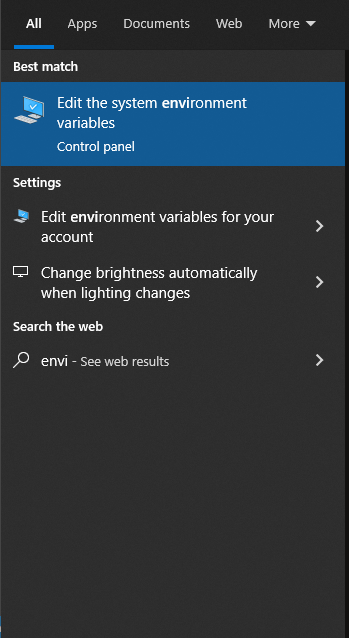 All Apps Documents Web More
Best match
Edit the system environment
variables
Control panel
Settings
Edit environment variables for your
account
Change brightness automatically
when lighting changes
Search the web
envi - See web results